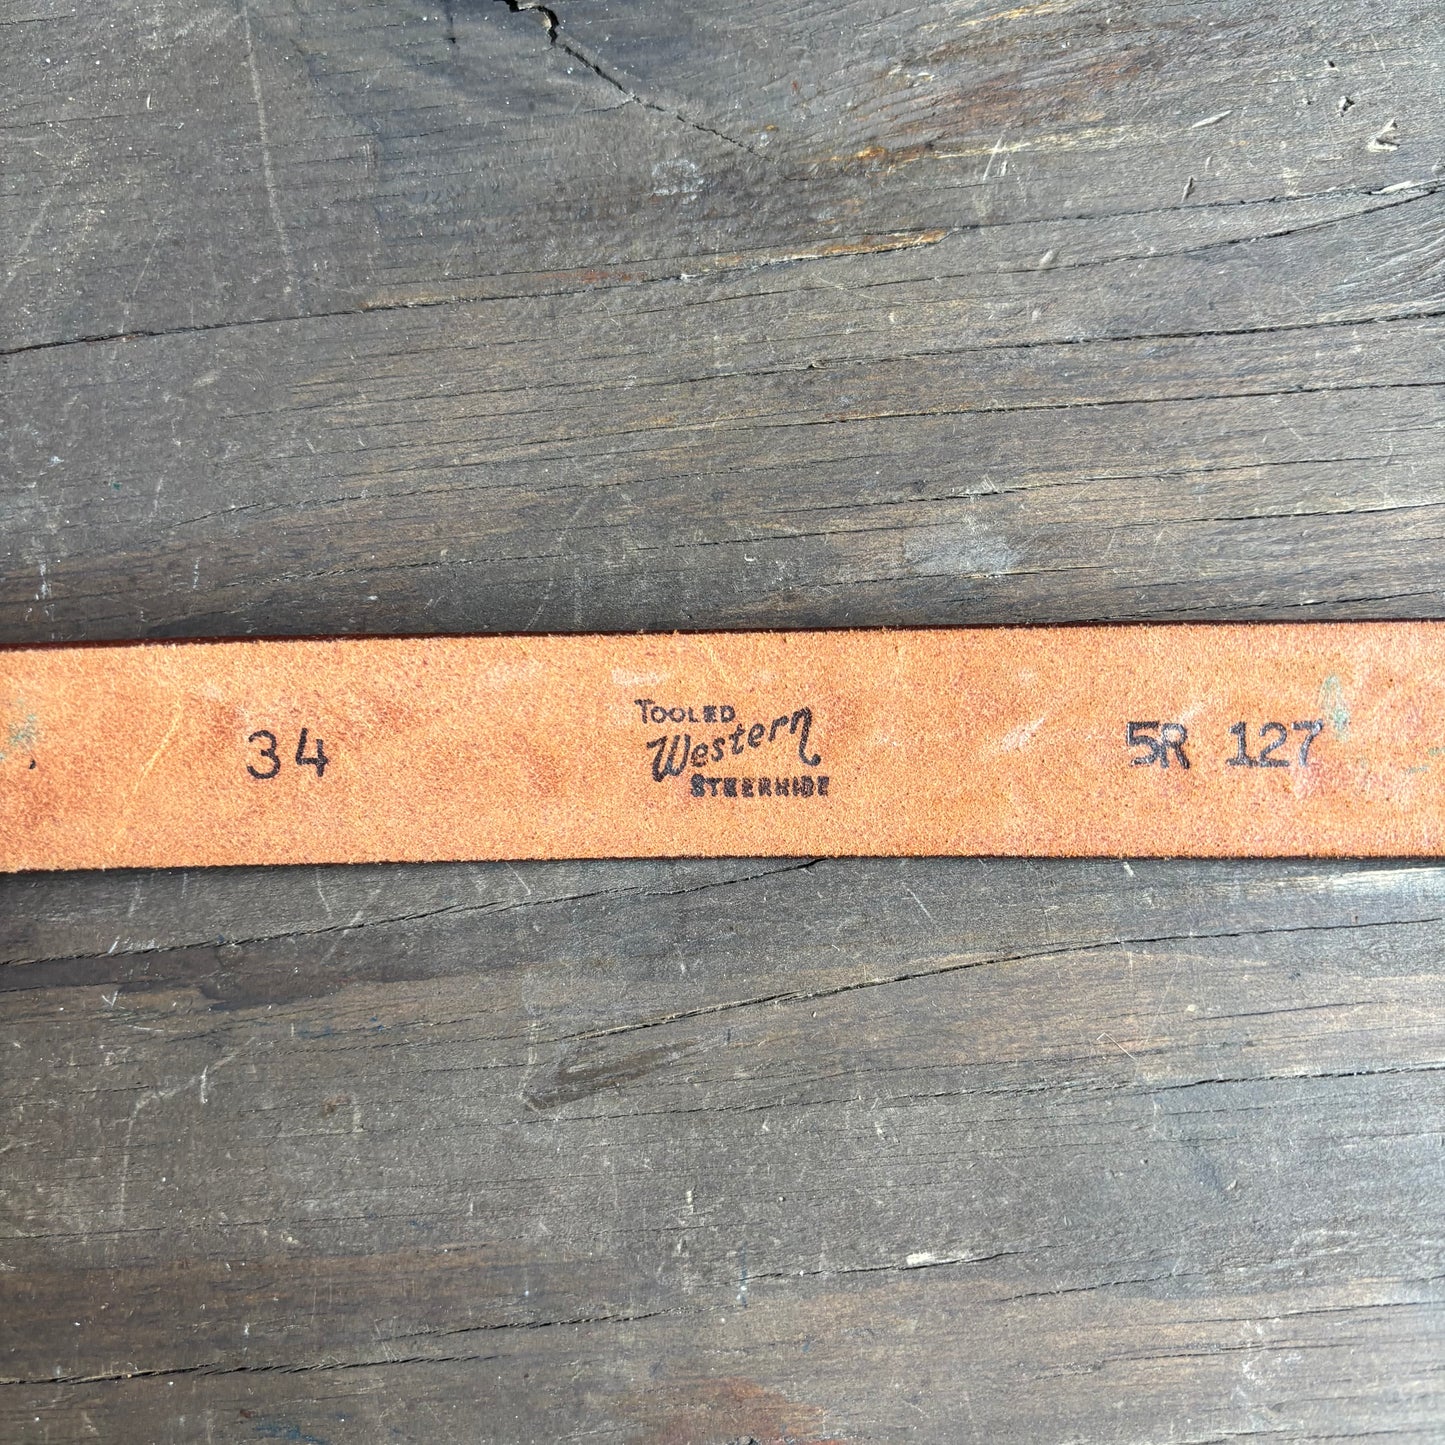 34
TOOLED
Western
STEERHIDE
5R 127